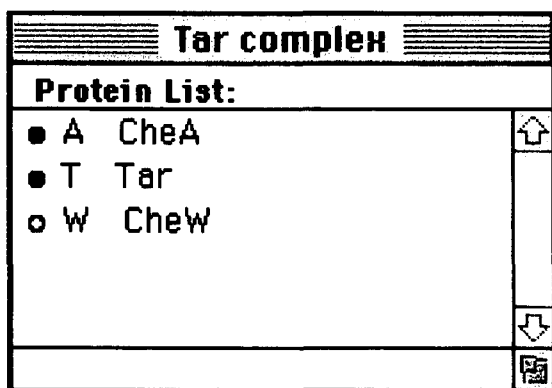 Tar complex
Protein List:
● A CheA
● T Tar
○ W CheW